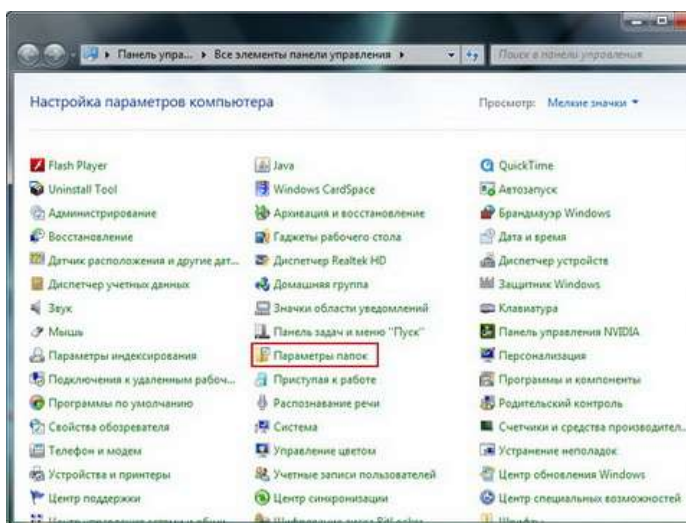 Панель упра... Все элементы панели управления Поиск в панели управления
Настройка параметров компьютера Просмотр: Мелкие значки
Flash Player Java QuickTime
Uninstall Tool Windows CardSpace Автозапуск
Администрирование Архивация и восстановление Брандмауэр Windows
Восстановление Гаджеты рабочего стола Дата и время
Датчик расположения и другие дат... Диспетчер Realtek HD Диспетчер устройств
Диспетчер учетных данных Домашняя группа Защитник Windows
Звук Значки области уведомлений Клавиатура
Мышь Панель задач и меню "Пуск" Панель управления NVIDIA
Параметры индексирования Параметры папок Персонализация
Подключения к удаленным рабоч... Приступая к работе Программы и компоненты
Программы по умолчанию Распознавание речи Родительский контроль
Свойства обозревателя Система Счетчики и средства производител...
Телефон и модем Управление цветом Устранение неполадок
Устройства и принтеры Учетные записи пользователей Центр обновления Windows
Центр поддержки Центр синхронизации Центр специальных возможностей